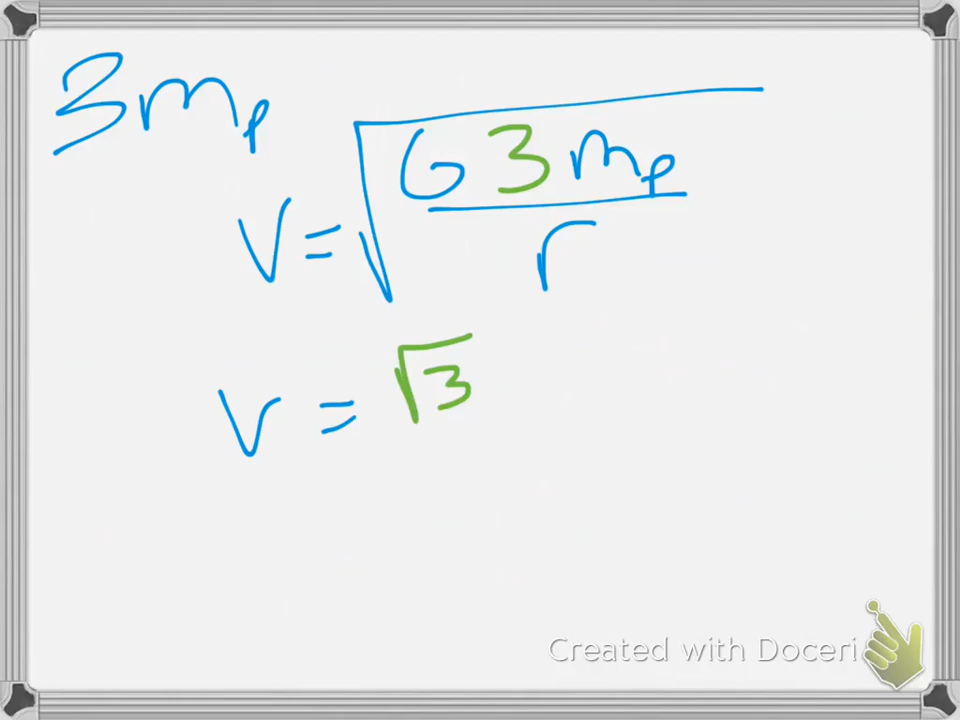 3mp
v = √(G3mp/r)
v = √3
Created with Doceri